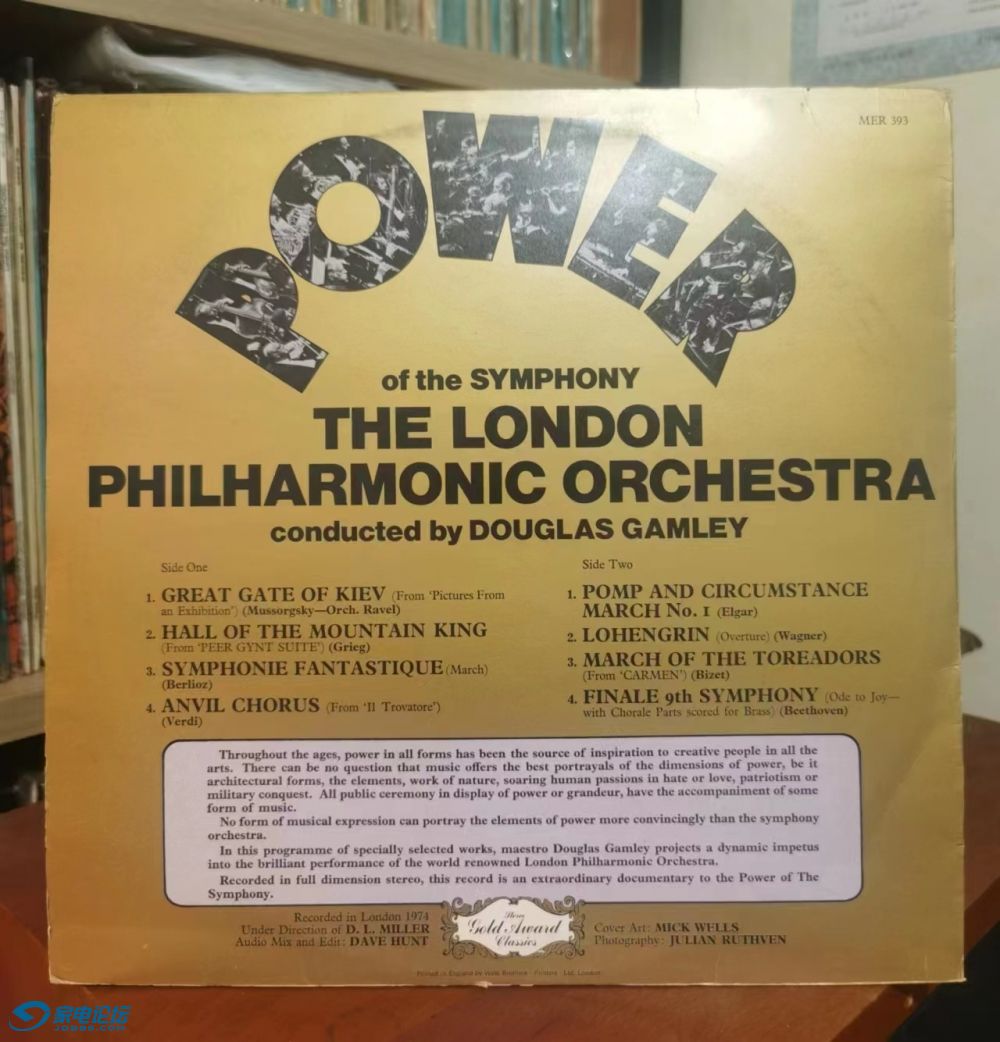 MER 393
POWER
of the SYMPHONY
THE LONDON
PHILHARMONIC ORCHESTRA
conducted by DOUGLAS GAMLEY
Side One
1. GREAT GATE OF KIEV (From ‘Pictures From
an Exhibition’) (Mussorgsky—Orch. Ravel)
2. HALL OF THE MOUNTAIN KING
(From ‘PEER GYNT SUITE’) (Grieg)
3. SYMPHONIE FANTASTIQUE (March)
(Berlioz)
4. ANVIL CHORUS (From ‘Il Trovatore’)
(Verdi)
Side Two
1. POMP AND CIRCUMSTANCE
MARCH No. 1 (Elgar)
2. LOHENGRIN (Overture) (Wagner)
3. MARCH OF THE TOREADORS
(From ‘CARMEN’) (Bizet)
4. FINALE 9th SYMPHONY (Ode to Joy—
with Chorale Parts scored for Brass) (Beethoven)
Throughout the ages, power in all forms has been the source of inspiration to creative people in all the
arts. There can be no question that music offers the best portrayals of the dimensions of power, be it
architectural forms, the elements, work of nature, soaring human passions in hate or love, patriotism or
military conquest. All public ceremony in display of power or grandeur, have the accompaniment of some
form of music.
No form of musical expression can portray the elements of power more convincingly than the symphony
orchestra.
In this programme of specially selected works, maestro Douglas Gamley projects a dynamic impetus
into the brilliant performance of the world renowned London Philharmonic Orchestra.
Recorded in full dimension stereo, this record is an extraordinary documentary to the Power of The
Symphony.
Recorded in London 1974
Under Direction of D. L. MILLER
Audio Mix and Edit: DAVE HUNT
Stereo
Gold Award
Classics
Cover Art: MICK WELLS
Photography: JULIAN RUTHVEN
Printed in England by Brothers Printers Ltd. London
家电论坛
JDBBS.COM